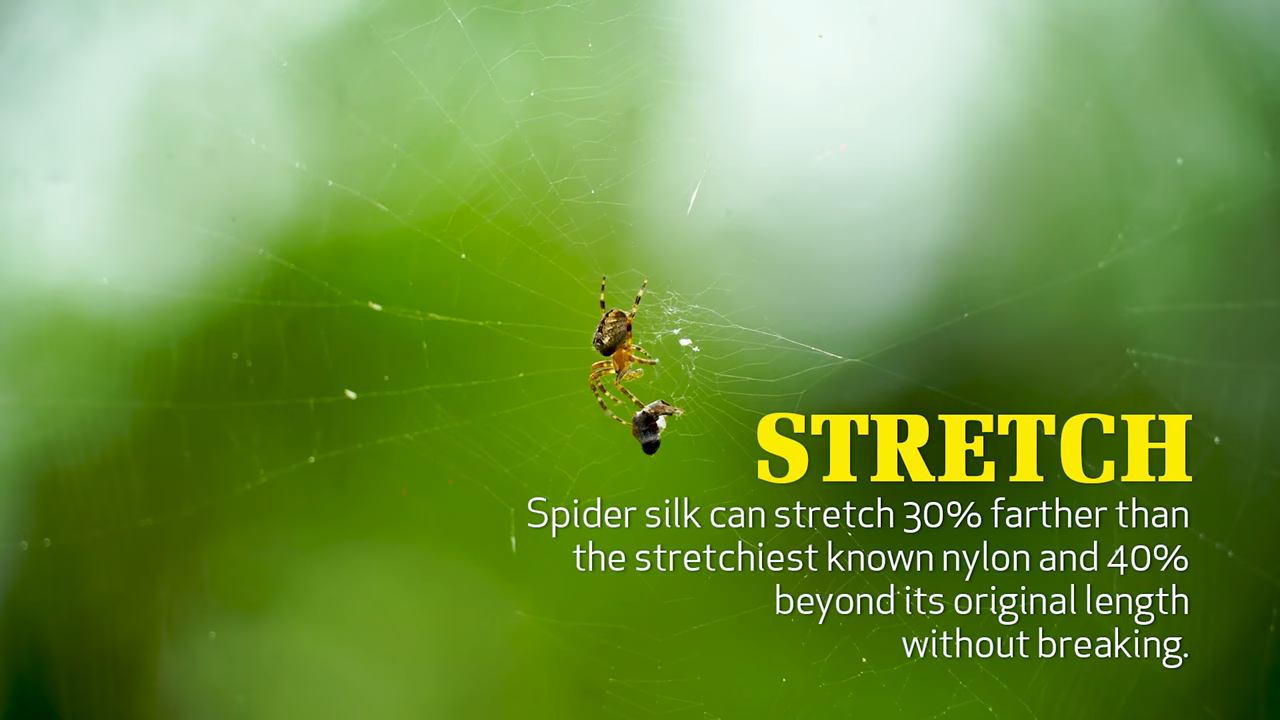 STRETCH
Spider silk can stretch 30% farther than
the stretchiest known nylon and 40%
beyond its original length
without breaking.